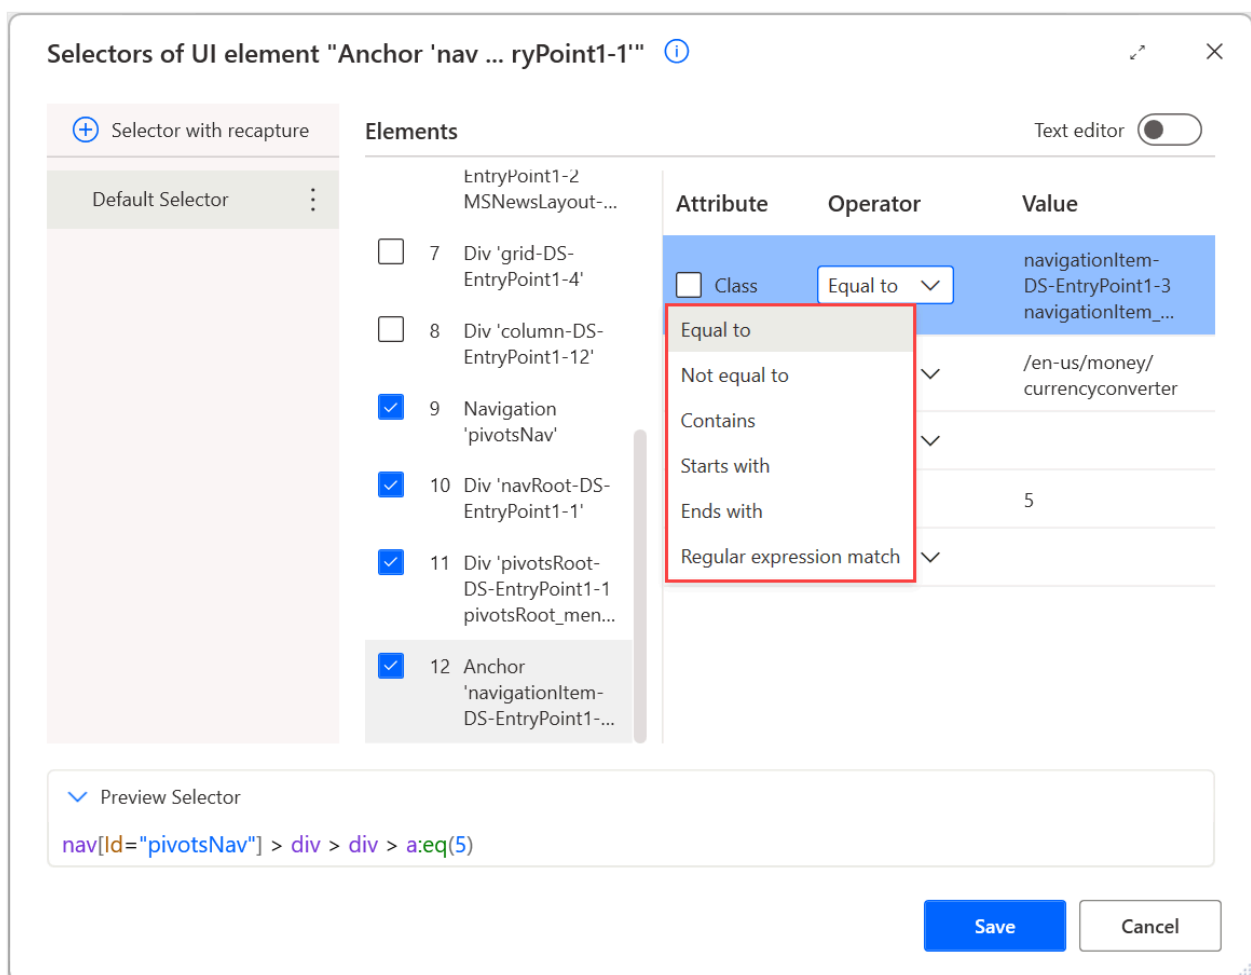 Selectors of UI element "Anchor 'nav ... ryPoint1-1'"
Selector with recapture
Elements
Text editor
Default Selector
EntryPoint1-2
MSNewsLayout-...
7 Div 'grid-DS-
EntryPoint1-4'
8 Div 'column-DS-
EntryPoint1-12'
9 Navigation
'pivotsNav'
10 Div 'navRoot-DS-
EntryPoint1-1'
11 Div 'pivotsRoot-
DS-EntryPoint1-1
pivotsRoot_men...
12 Anchor
'navigationItem-
DS-EntryPoint1-...
Attribute Operator Value
Class Equal to
navigationItem-
DS-EntryPoint1-3
navigationItem_...
Equal to
Not equal to
Contains
Starts with
Ends with
Regular expression match
/en-us/money/
currencyconverter
5
Preview Selector
nav[Id="pivotsNav"] > div > div > a:eq(5)
Save
Cancel